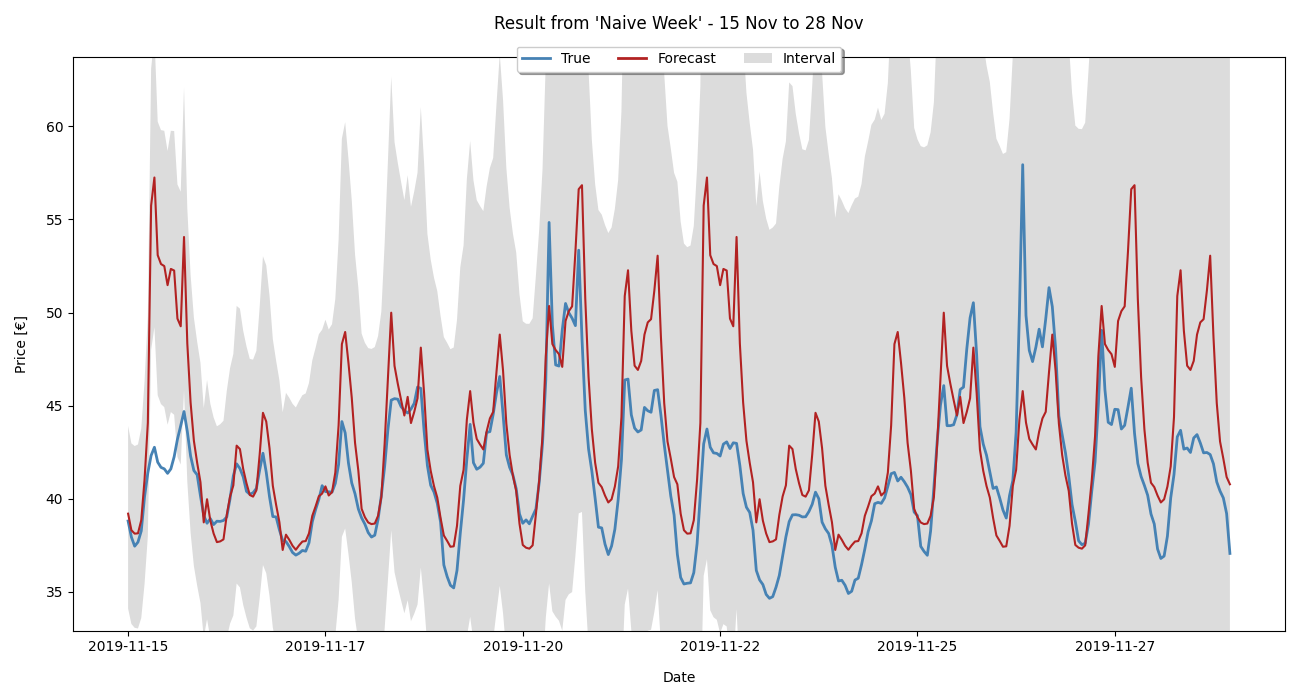 Result from 'Naive Week' - 15 Nov to 28 Nov
True Forecast Interval
Price [€]
60
55
50
45
40
35
2019-11-15 2019-11-17 2019-11-20 2019-11-22 2019-11-25 2019-11-27
Date